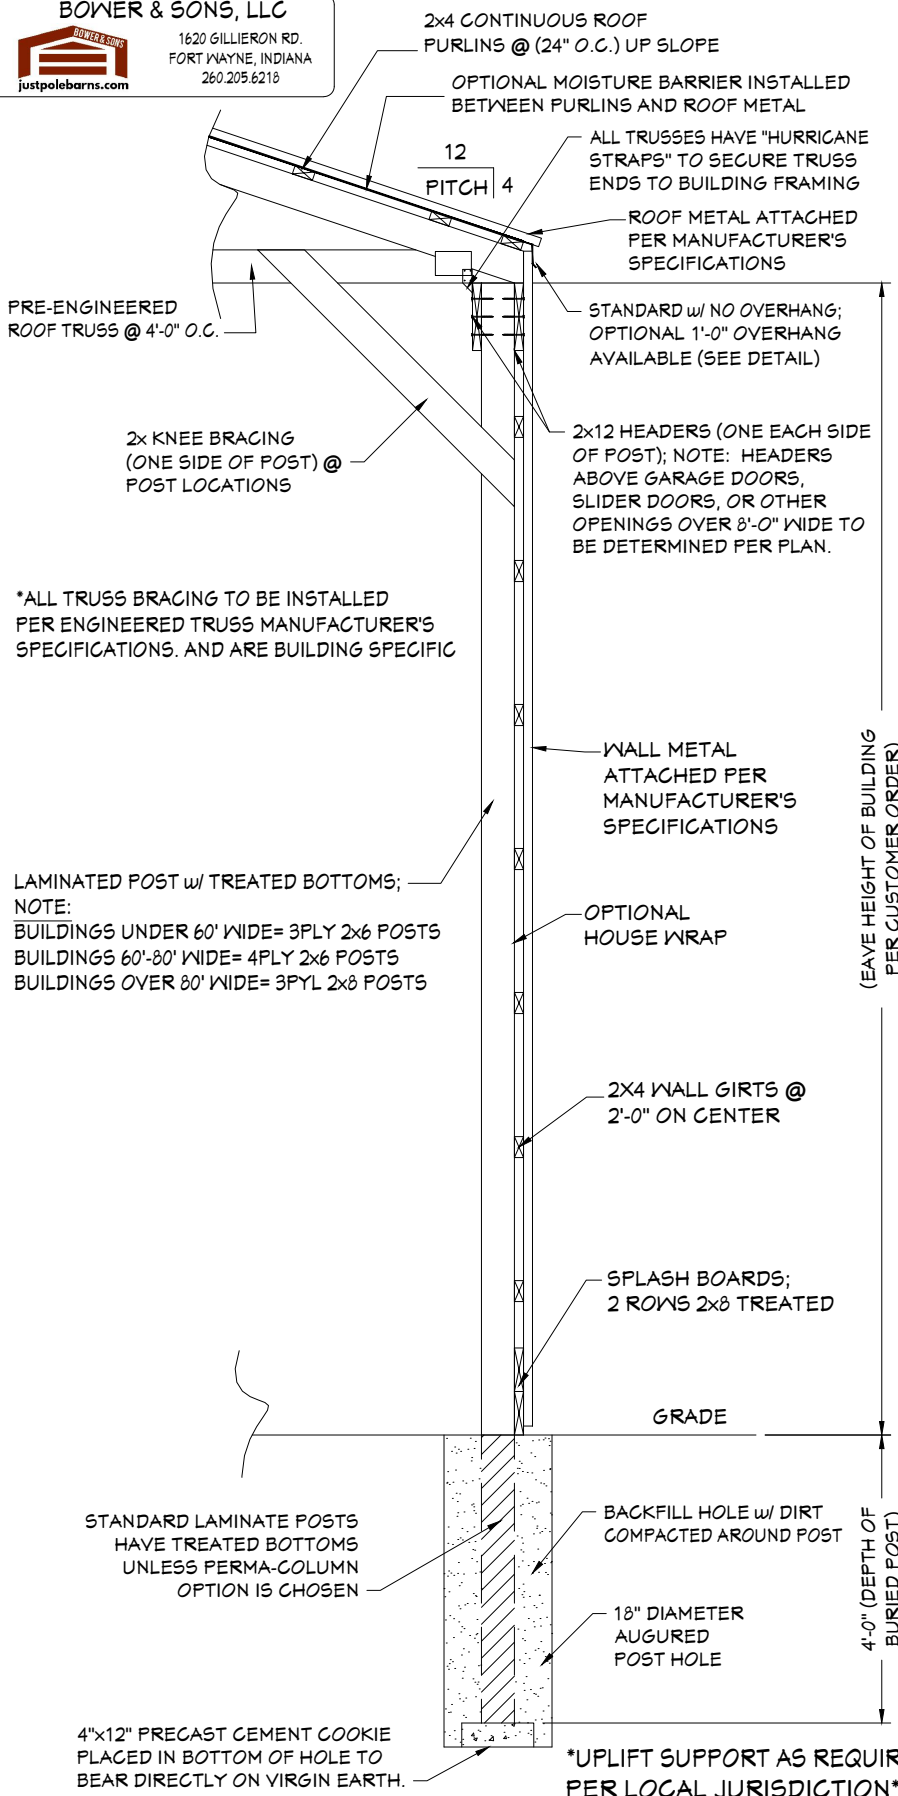 BOWER & SONS, LLC
BOWER & SONS
justpolebarns.com
1620 GILLIERON RD.
FORT WAYNE, INDIANA
260.205.6218
2x4 CONTINUOUS ROOF
PURLINS @ (24" O.C.) UP SLOPE
OPTIONAL MOISTURE BARRIER INSTALLED
BETWEEN PURLINS AND ROOF METAL
ALL TRUSSES HAVE "HURRICANE
STRAPS" TO SECURE TRUSS
ENDS TO BUILDING FRAMING
12
PITCH 4
ROOF METAL ATTACHED
PER MANUFACTURER'S
SPECIFICATIONS
PRE-ENGINEERED
ROOF TRUSS @ 4'-0" O.C.
STANDARD w/ NO OVERHANG;
OPTIONAL 1'-0" OVERHANG
AVAILABLE (SEE DETAIL)
2x KNEE BRACING
(ONE SIDE OF POST) @
POST LOCATIONS
2x12 HEADERS (ONE EACH SIDE
OF POST); NOTE: HEADERS
ABOVE GARAGE DOORS,
SLIDER DOORS, OR OTHER
OPENINGS OVER 8'-0" WIDE TO
BE DETERMINED PER PLAN.
*ALL TRUSS BRACING TO BE INSTALLED
PER ENGINEERED TRUSS MANUFACTURER'S
SPECIFICATIONS. AND ARE BUILDING SPECIFIC
WALL METAL
ATTACHED PER
MANUFACTURER'S
SPECIFICATIONS
(EAVE HEIGHT OF BUILDING
PER CUSTOMER ORDER)
LAMINATED POST w/ TREATED BOTTOMS;
NOTE:
BUILDINGS UNDER 60' WIDE= 3PLY 2x6 POSTS
BUILDINGS 60'-80' WIDE= 4PLY 2x6 POSTS
BUILDINGS OVER 80' WIDE= 3PYL 2x8 POSTS
OPTIONAL
HOUSE WRAP
2X4 WALL GIRTS @
2'-0" ON CENTER
SPLASH BOARDS;
2 ROWS 2x8 TREATED
GRADE
STANDARD LAMINATE POSTS
HAVE TREATED BOTTOMS
UNLESS PERMA-COLUMN
OPTION IS CHOSEN
BACKFILL HOLE w/ DIRT
COMPACTED AROUND POST
4'-0" (DEPTH OF
BURIED POST)
18" DIAMETER
AUGURED
POST HOLE
4"x12" PRECAST CEMENT COOKIE
PLACED IN BOTTOM OF HOLE TO
BEAR DIRECTLY ON VIRGIN EARTH.
*UPLIFT SUPPORT AS REQUIR
PER LOCAL JURISDICTION*